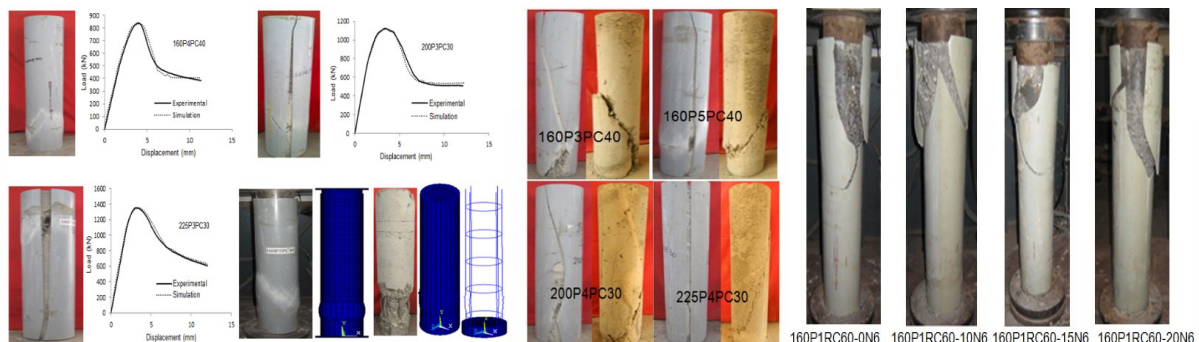 160P4PC40
Load (kN)
900
800
700
600
500
400
300
200
100
0
Experimental
Simulation
0 5 10 15
Displacement (mm)
200P3PC30
Load (kN)
1200
1000
800
600
400
200
0
Experimental
Simulation
0 5 10 15
Displacement (mm)
225P3PC30
Load (kN)
1600
1400
1200
1000
800
600
400
200
0
Experimental
Simulation
0 5 10 15
Displacement (mm)
160P3PC40
160P5PC40
200P4PC30
225P4PC30
160P1RC60-0N6
160P1RC60-10N6
160P1RC60-15N6
160P1RC60-20N6